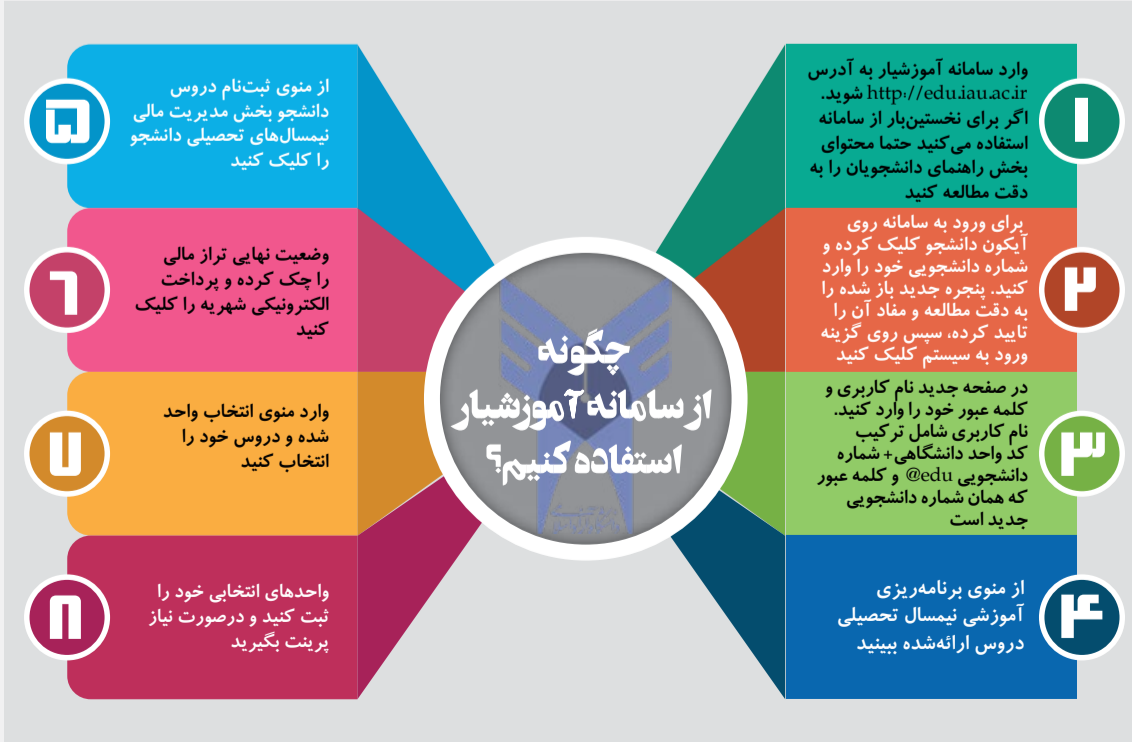 چگونه
از سامانه آموزشیار
استفاده کنیم؟
۱
وارد سامانه آموزشیار به آدرس
http://edu.iau.ac.ir شوید.
اگر برای نخستین‌بار از سامانه
استفاده می‌کنید حتما محتوای
بخش راهنمای دانشجویان را به
دقت مطالعه کنید
۲
برای ورود به سامانه روی
آیکون دانشجو کلیک کرده و
شماره دانشجویی خود را وارد
کنید. پنجره جدید باز شده را
به دقت مطالعه و مفاد آن را
تایید کرده، سپس روی گزینه
ورود به سیستم کلیک کنید
۳
در صفحه جدید نام کاربری و
کلمه عبور خود را وارد کنید.
نام کاربری شامل ترکیب
کد واحد دانشگاهی+ شماره
دانشجویی edu@ و کلمه عبور
که همان شماره دانشجویی
جدید است
۴
از منوی برنامه‌ریزی
آموزشی نیمسال تحصیلی
دروس ارائه‌شده ببینید
۵
از منوی ثبت‌نام دروس
دانشجو بخش مدیریت مالی
نیمسال‌های تحصیلی دانشجو
را کلیک کنید
۶
وضعیت نهایی تراز مالی
را چک کرده و پرداخت
الکترونیکی شهریه را کلیک
کنید
۷
وارد منوی انتخاب واحد
شده و دروس خود را
انتخاب کنید
۸
واحدهای انتخابی خود را
ثبت کنید و درصورت نیاز
پرینت بگیرید